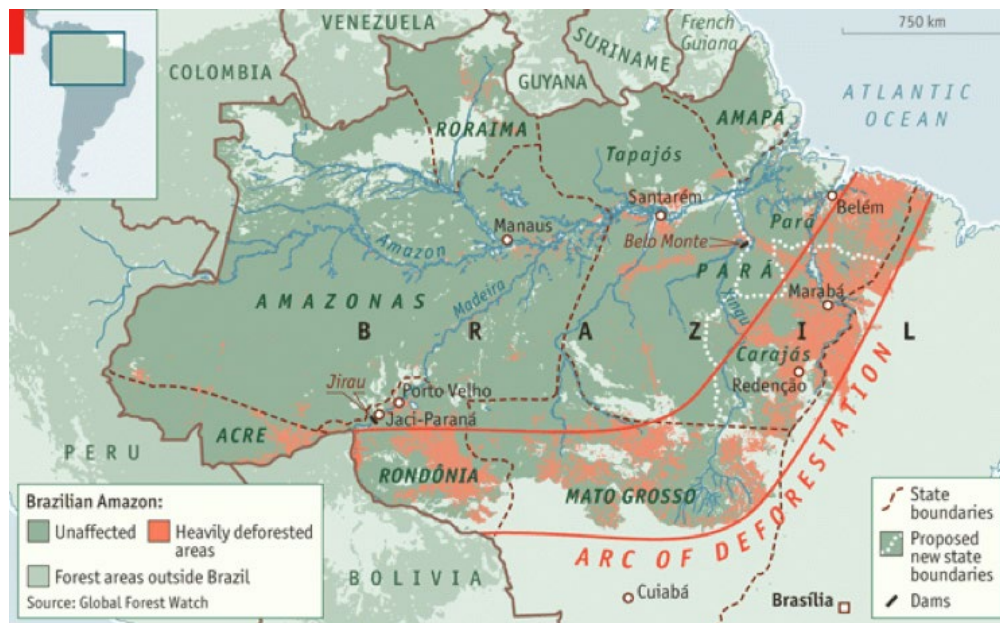 VENEZUELA
French
Guiana
750 km
SURINAME
COLOMBIA
GUYANA
ATLANTIC
OCEAN
AMAPÁ
RORAIMA
Tapajós
Santarém
Belém
Pará
Manaus
Belo Monte
Amazon
PARÁ
AMAZONAS
Madeira
Xingu
Marabá
BRAZIL
Carajás
Redenção
Jirau
Porto Velho
Jaci-Paraná
ACRE
PERU
RONDÔNIA
MATO GROSSO
ARC OF DEFORESTATION
BOLIVIA
Cuiabá
Brasília
Brazilian Amazon:
Unaffected
Heavily deforested
areas
Forest areas outside Brazil
Source: Global Forest Watch
State
boundaries
Proposed
new state
boundaries
Dams